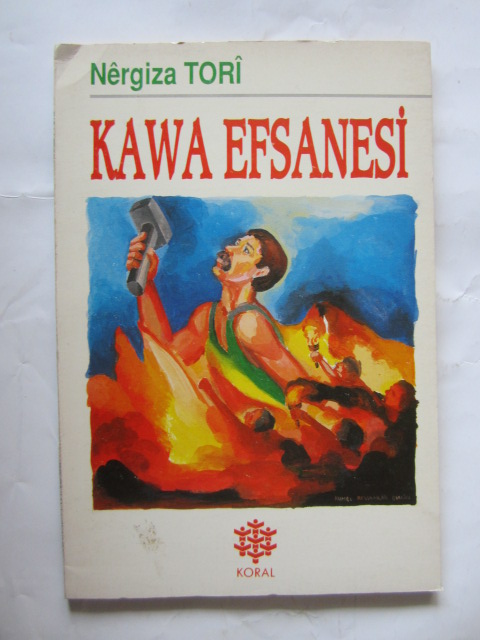 Nêrgiza TORÎ
KAWA EFSANESİ
KORAL